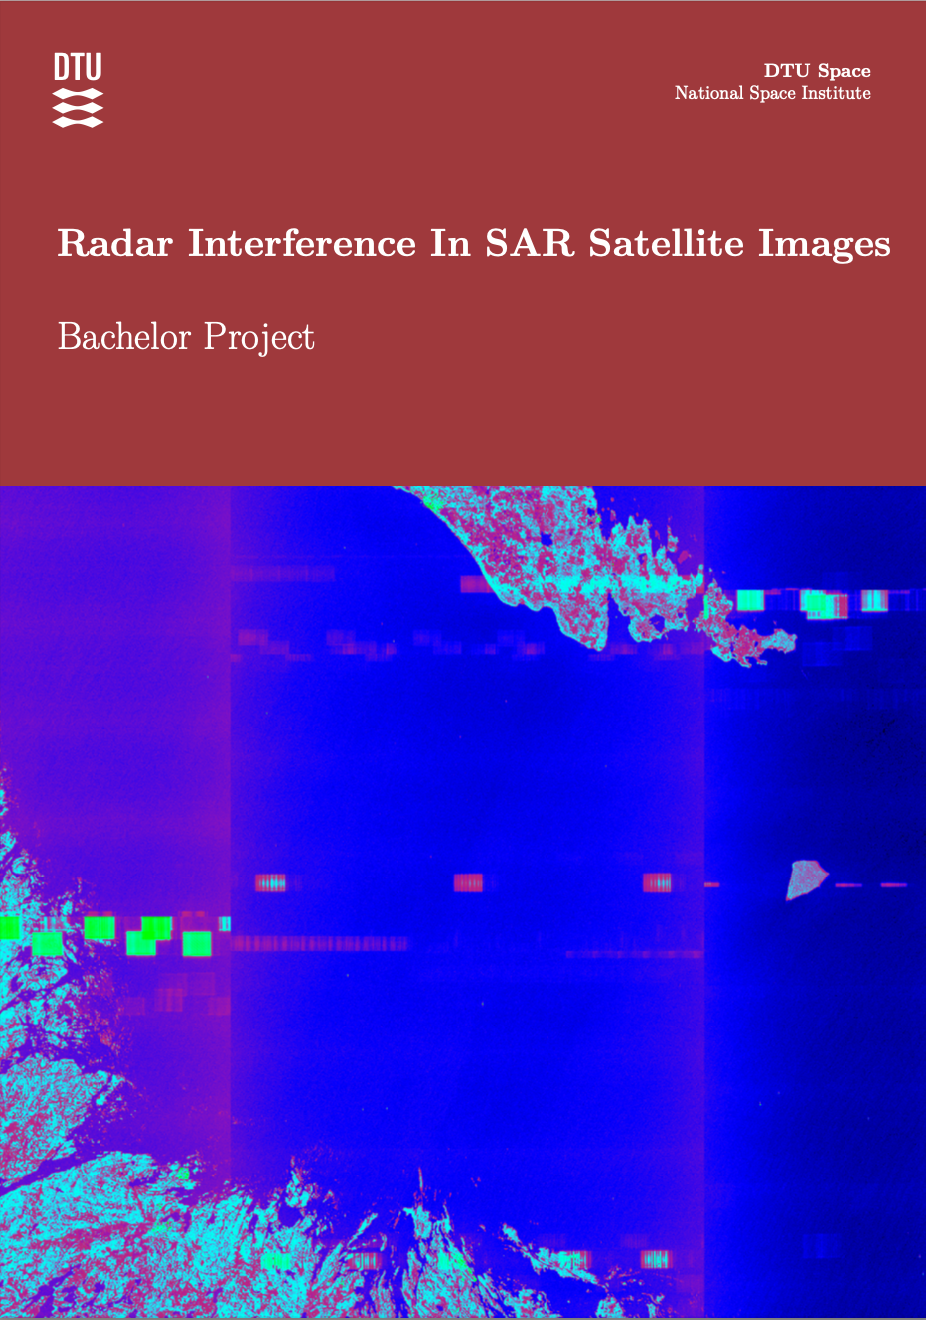 DTU
DTU Space
National Space Institute
Radar Interference In SAR Satellite Images
Bachelor Project